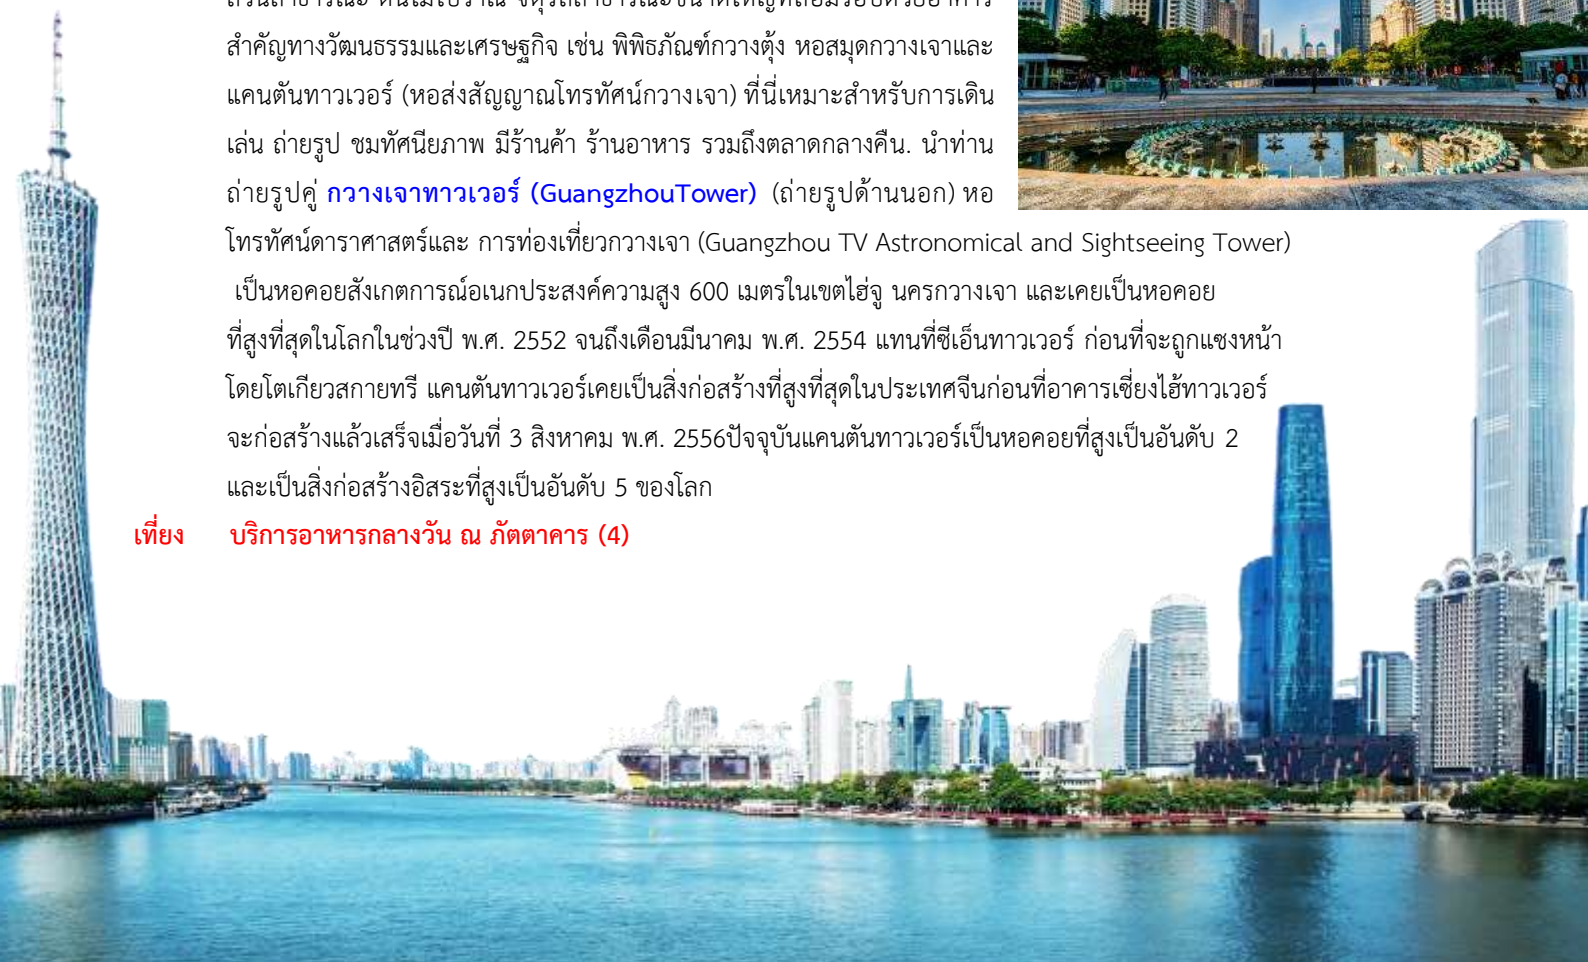 สำคัญทางวัฒนธรรมและเศรษฐกิจ เช่น พิพิธภัณฑ์กวางตุ้ง หอสมุดกวางเจาและ
แคนตันทาวเวอร์ (หอส่งสัญญาณโทรทัศน์กวางเจา) ที่นี่เหมาะสำหรับการเดิน
เล่น ถ่ายรูป ชมทัศนียภาพ มีร้านค้า ร้านอาหาร รวมถึงตลาดกลางคืน. นำท่าน
ถ่ายรูปคู่ กวางเจาทาวเวอร์ (GuangzhouTower) (ถ่ายรูปด้านนอก) หอ
โทรทัศน์ดาราศาสตร์และ การท่องเที่ยวกวางเจา (Guangzhou TV Astronomical and Sightseeing Tower)
เป็นหอคอยสังเกตการณ์อเนกประสงค์ความสูง 600 เมตรในเขตไฮ่จู นครกวางเจา และเคยเป็นหอคอย
ที่สูงที่สุดในโลกในช่วงปี พ.ศ. 2552 จนถึงเดือนมีนาคม พ.ศ. 2554 แทนที่ซีเอ็นทาวเวอร์ ก่อนที่จะถูกแซงหน้า
โดยโตเกียวสกายทรี แคนตันทาวเวอร์เคยเป็นสิ่งก่อสร้างที่สูงที่สุดในประเทศจีนก่อนที่อาคารเซี่ยงไฮ้ทาวเวอร์
จะก่อสร้างแล้วเสร็จเมื่อวันที่ 3 สิงหาคม พ.ศ. 2556ปัจจุบันแคนตันทาวเวอร์เป็นหอคอยที่สูงเป็นอันดับ 2
และเป็นสิ่งก่อสร้างอิสระที่สูงเป็นอันดับ 5 ของโลก
เที่ยง บริการอาหารกลางวัน ณ ภัตตาคาร (4)